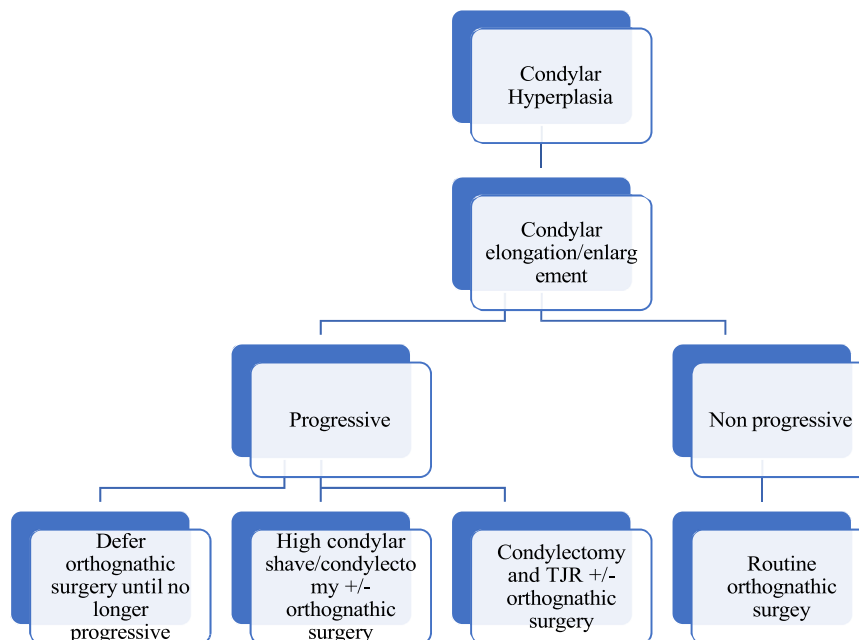 Condylar
Hyperplasia
Condylar
elongation/enlarg
ement
Progressive
Non progressive
Defer
orthognathic
surgery until no
longer
progressive
High condylar
shave/condylecto
my +/-
orthognathic
surgery
Condylectomy
and TJR +/-
orthognathic
surgery
Routine
orthognathic
surgey